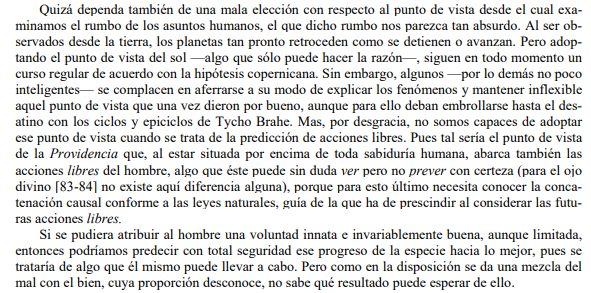 Quizá dependa también de una mala elección con respecto al punto de vista desde el cual exa-
minamos el rumbo de los asuntos humanos, el que dicho rumbo nos parezca tan absurdo. Al ser ob-
servados desde la tierra, los planetas tan pronto retroceden como se detienen o avanzan. Pero adop-
tando el punto de vista del sol —algo que sólo puede hacer la razón—, siguen en todo momento un
curso regular de acuerdo con la hipótesis copernicana. Sin embargo, algunos —por lo demás no poco
inteligentes— se complacen en aferrarse a su modo de explicar los fenómenos y mantener inflexible
aquel punto de vista que una vez dieron por bueno, aunque para ello deban embrollarse hasta el des-
atino con los ciclos y epiciclos de Tycho Brahe. Mas, por desgracia, no somos capaces de adoptar
ese punto de vista cuando se trata de la predicción de acciones libres. Pues tal sería el punto de vista
de la Providencia que, al estar situada por encima de toda sabiduría humana, abarca también las
acciones libres del hombre, algo que éste puede sin duda ver pero no prever con certeza (para el ojo
divino [83-84] no existe aquí diferencia alguna), porque para esto último necesita conocer la conca-
tenación causal conforme a las leyes naturales, guía de la que ha de prescindir al considerar las futu-
ras acciones libres.
Si se pudiera atribuir al hombre una voluntad innata e invariablemente buena, aunque limitada,
entonces podríamos predecir con total seguridad ese progreso de la especie hacia lo mejor, pues se
trataría de algo que él mismo puede llevar a cabo. Pero como en la disposición se da una mezcla del
mal con el bien, cuya proporción desconoce, no sabe qué resultado puede esperar de ello.